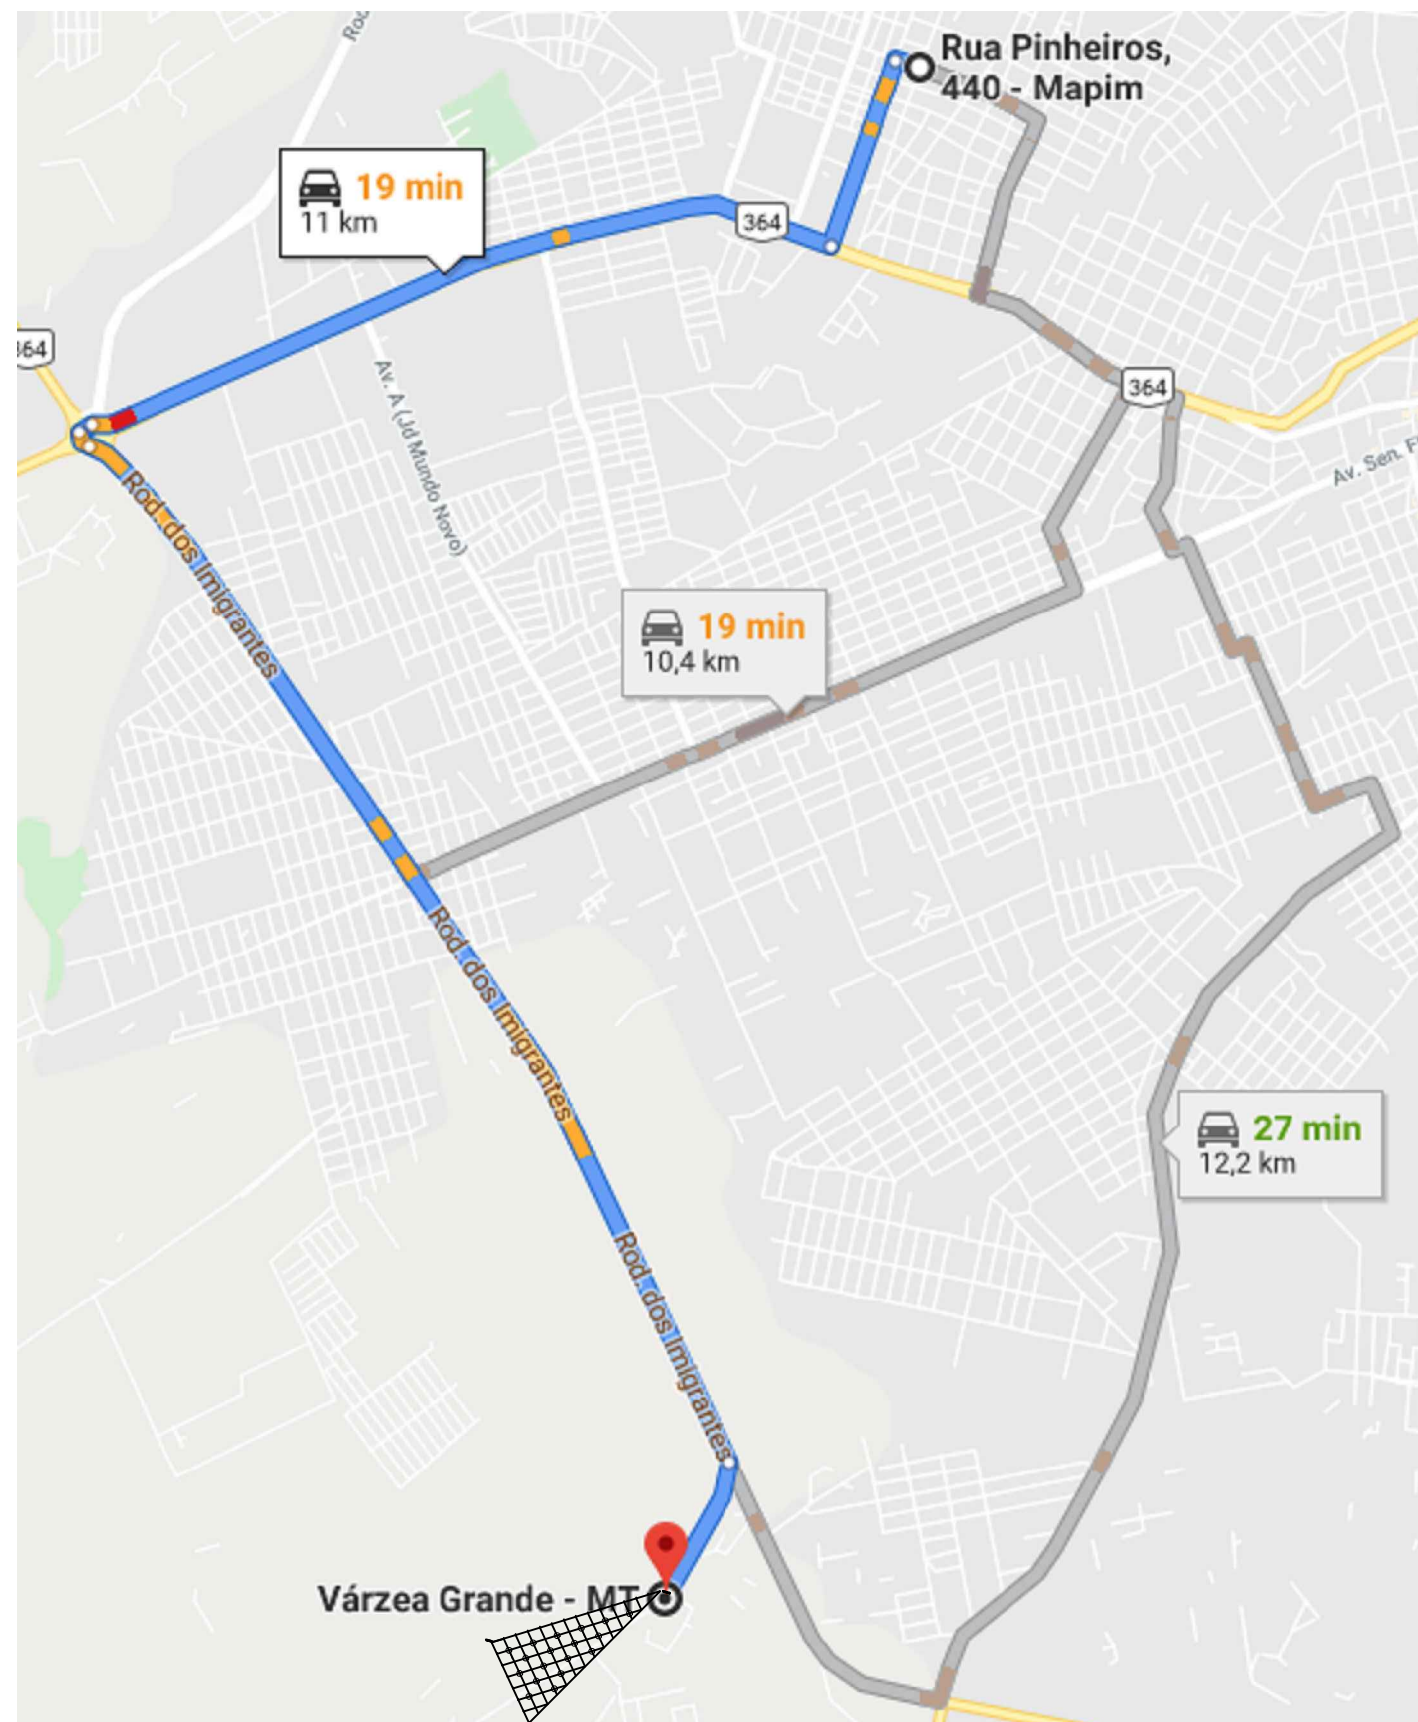 Rua Pinheiros,
440 - Mapim
19 min
11 km
364
364
Av. A (Jd Mundo Novo)
364
Av. Sen.
Rod. dos Imigrantes
19 min
10,4 km
Rod. dos Imigrantes
27 min
12,2 km
Rod. dos Imigrantes
Várzea Grande - MT